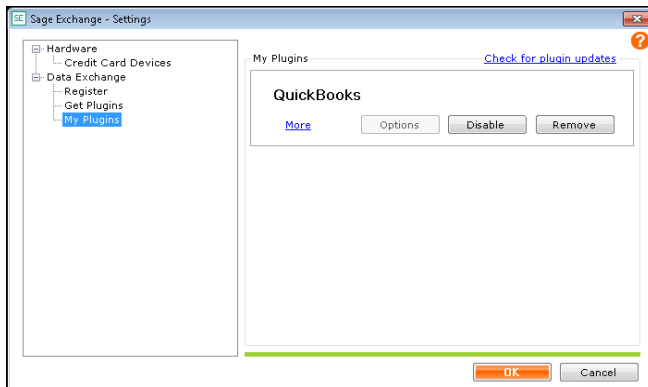 SE Sage Exchange - Settings
?
Hardware
Credit Card Devices
Data Exchange
Register
Get Plugins
My Plugins
My Plugins Check for plugin updates
QuickBooks
More Options Disable Remove
OK Cancel